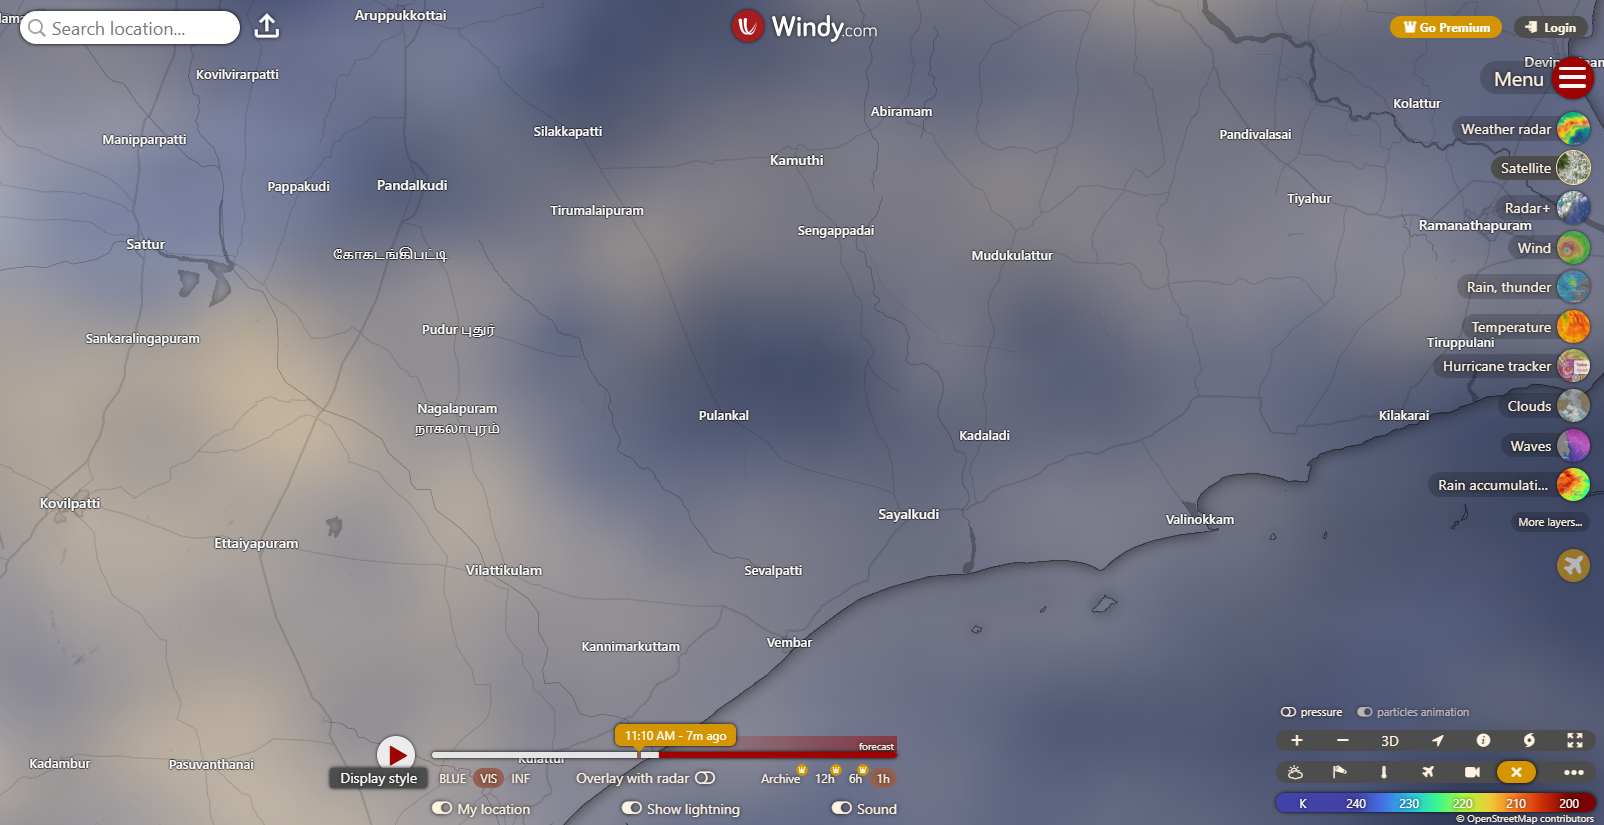 Search location...
Windy.com
Go Premium
Login
Menu
Aruppukkottai
Kovilvirarpatti
Abiramam
Kolattur
Manipparpatti
Silakkapatti
Pandivalasai
Weather radar
Kamuthi
Satellite
Pappakudi
Pandalkudi
Tirumalaipuram
Tiyahur
Radar+
Sengappadai
Ramanathapuram
Sattur
கோகடங்கிபட்டி
Mudukulattur
Wind
Rain, thunder
Sankaralingapuram
Pudur புதூர்
Temperature
Tiruppulani
Hurricane tracker
Nagalapuram
நாகலாபுரம்
Pulankal
Kilakarai
Clouds
Kadaladi
Waves
Rain accumulati...
Kovilpatti
Sayalkudi
Valinokkam
More layers...
Ettaiyapuram
Vilattikulam
Sevalpatti
Kannimarkuttam
Vembar
pressure
particles animation
11:10 AM - 7m ago
forecast
3D
Kadambur
Pasuvanthanai
Kulattur
Display style
BLUE VIS INF
Overlay with radar
Archive 12h 6h 1h
My location
Show lightning
Sound
K 240 230 220 210 200
© OpenStreetMap contributors